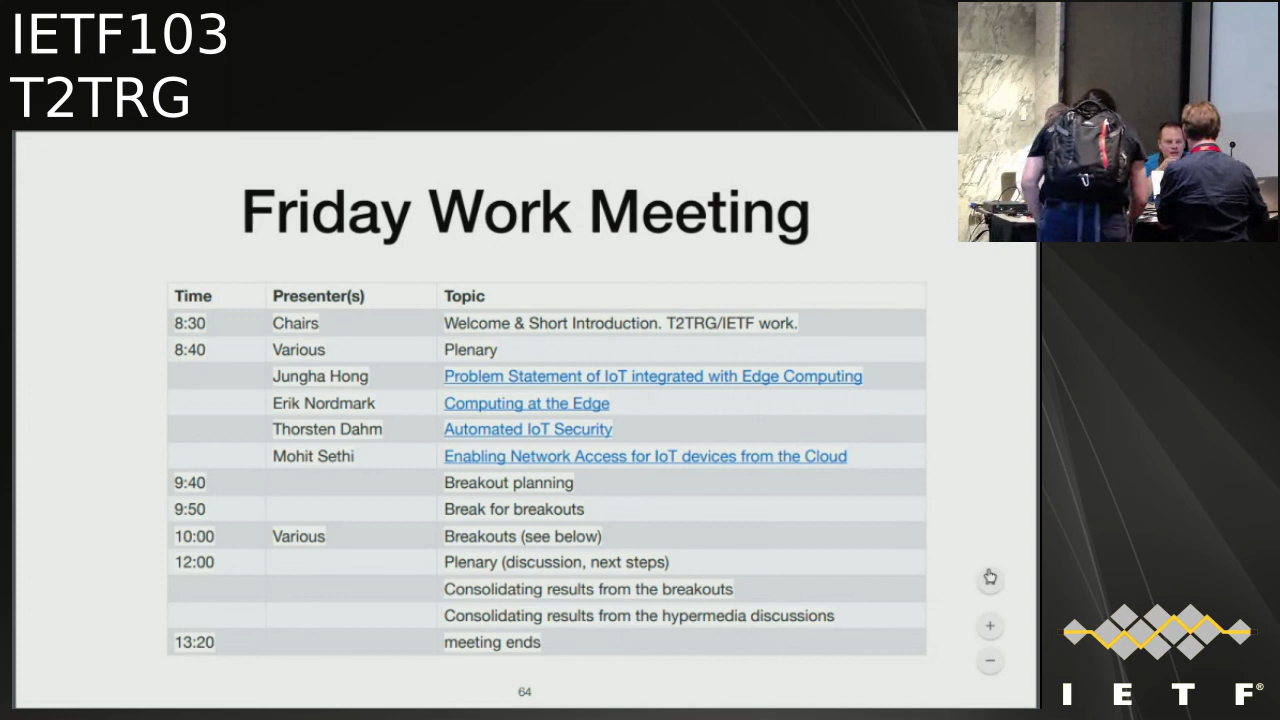 IETF103
T2TRG
Friday Work Meeting
Time Presenter(s) Topic
8:30 Chairs Welcome & Short Introduction. T2TRG/IETF work.
8:40 Various Plenary
Jungha Hong Problem Statement of IoT integrated with Edge Computing
Erik Nordmark Computing at the Edge
Thorsten Dahm Automated IoT Security
Mohit Sethi Enabling Network Access for IoT devices from the Cloud
9:40 Breakout planning
9:50 Break for breakouts
10:00 Various Breakouts (see below)
12:00 Plenary (discussion, next steps)
Consolidating results from the breakouts
Consolidating results from the hypermedia discussions
13:20 meeting ends
64
I E T F®